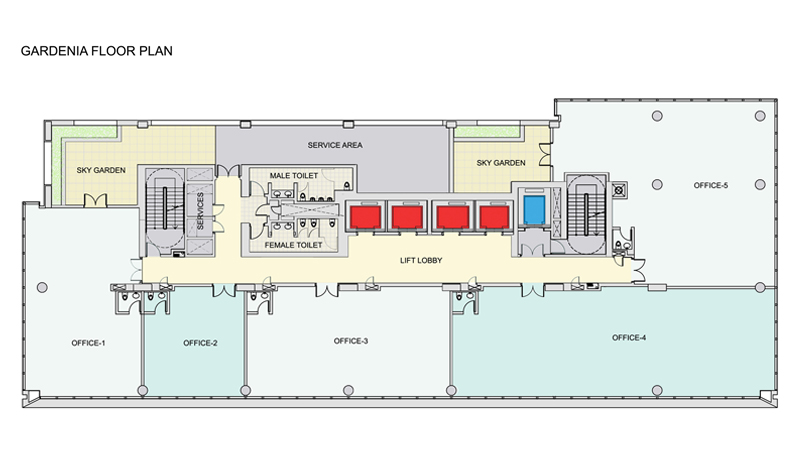 GARDENIA FLOOR PLAN
SERVICE AREA
SKY GARDEN
SKY GARDEN
MALE TOILET
OFFICE-5
SERVICES
FEMALE TOILET
LIFT LOBBY
OFFICE-1
OFFICE-2
OFFICE-3
OFFICE-4